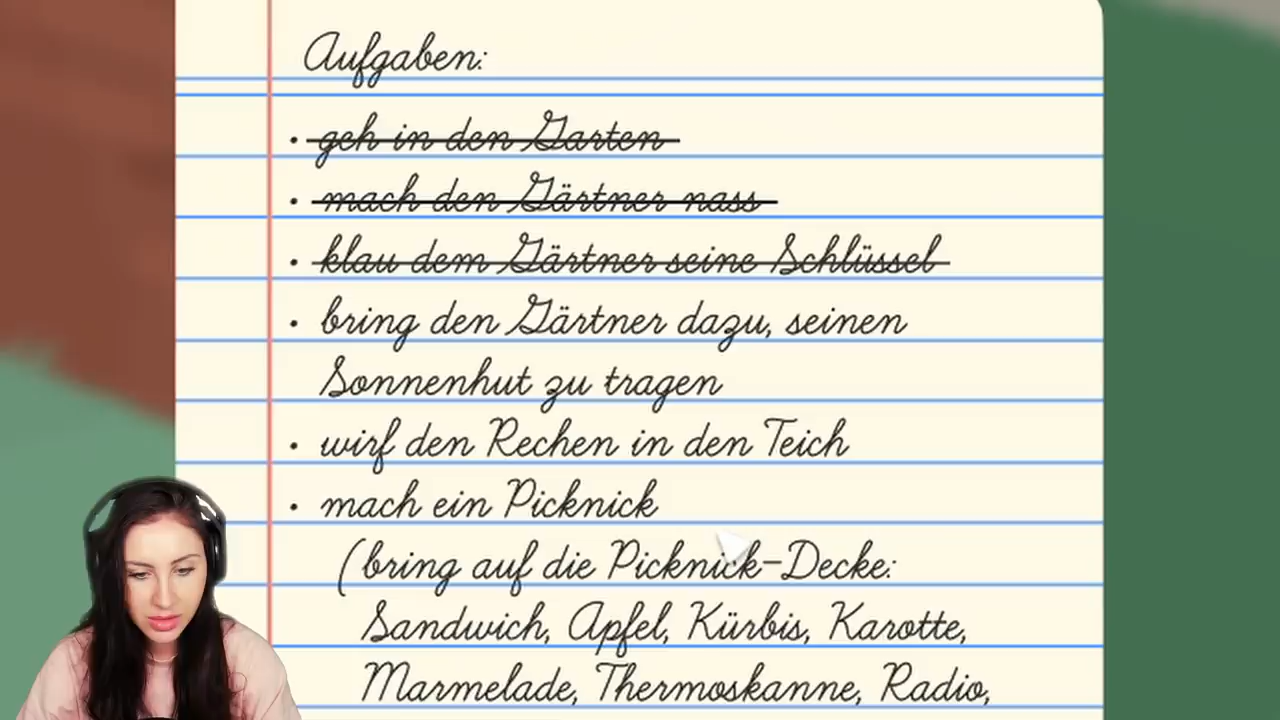 Aufgaben:
• geh in den Garten
• mach den Gärtner nass
• klau dem Gärtner seine Schlüssel
• bring den Gärtner dazu, seinen
Sonnenhut zu tragen
• wirf den Rechen in den Teich
• mach ein Picknick
(bring auf die Picknick-Decke:
Sandwich, Apfel, Kürbis, Karotte,
Marmelade, Thermoskanne, Radio,